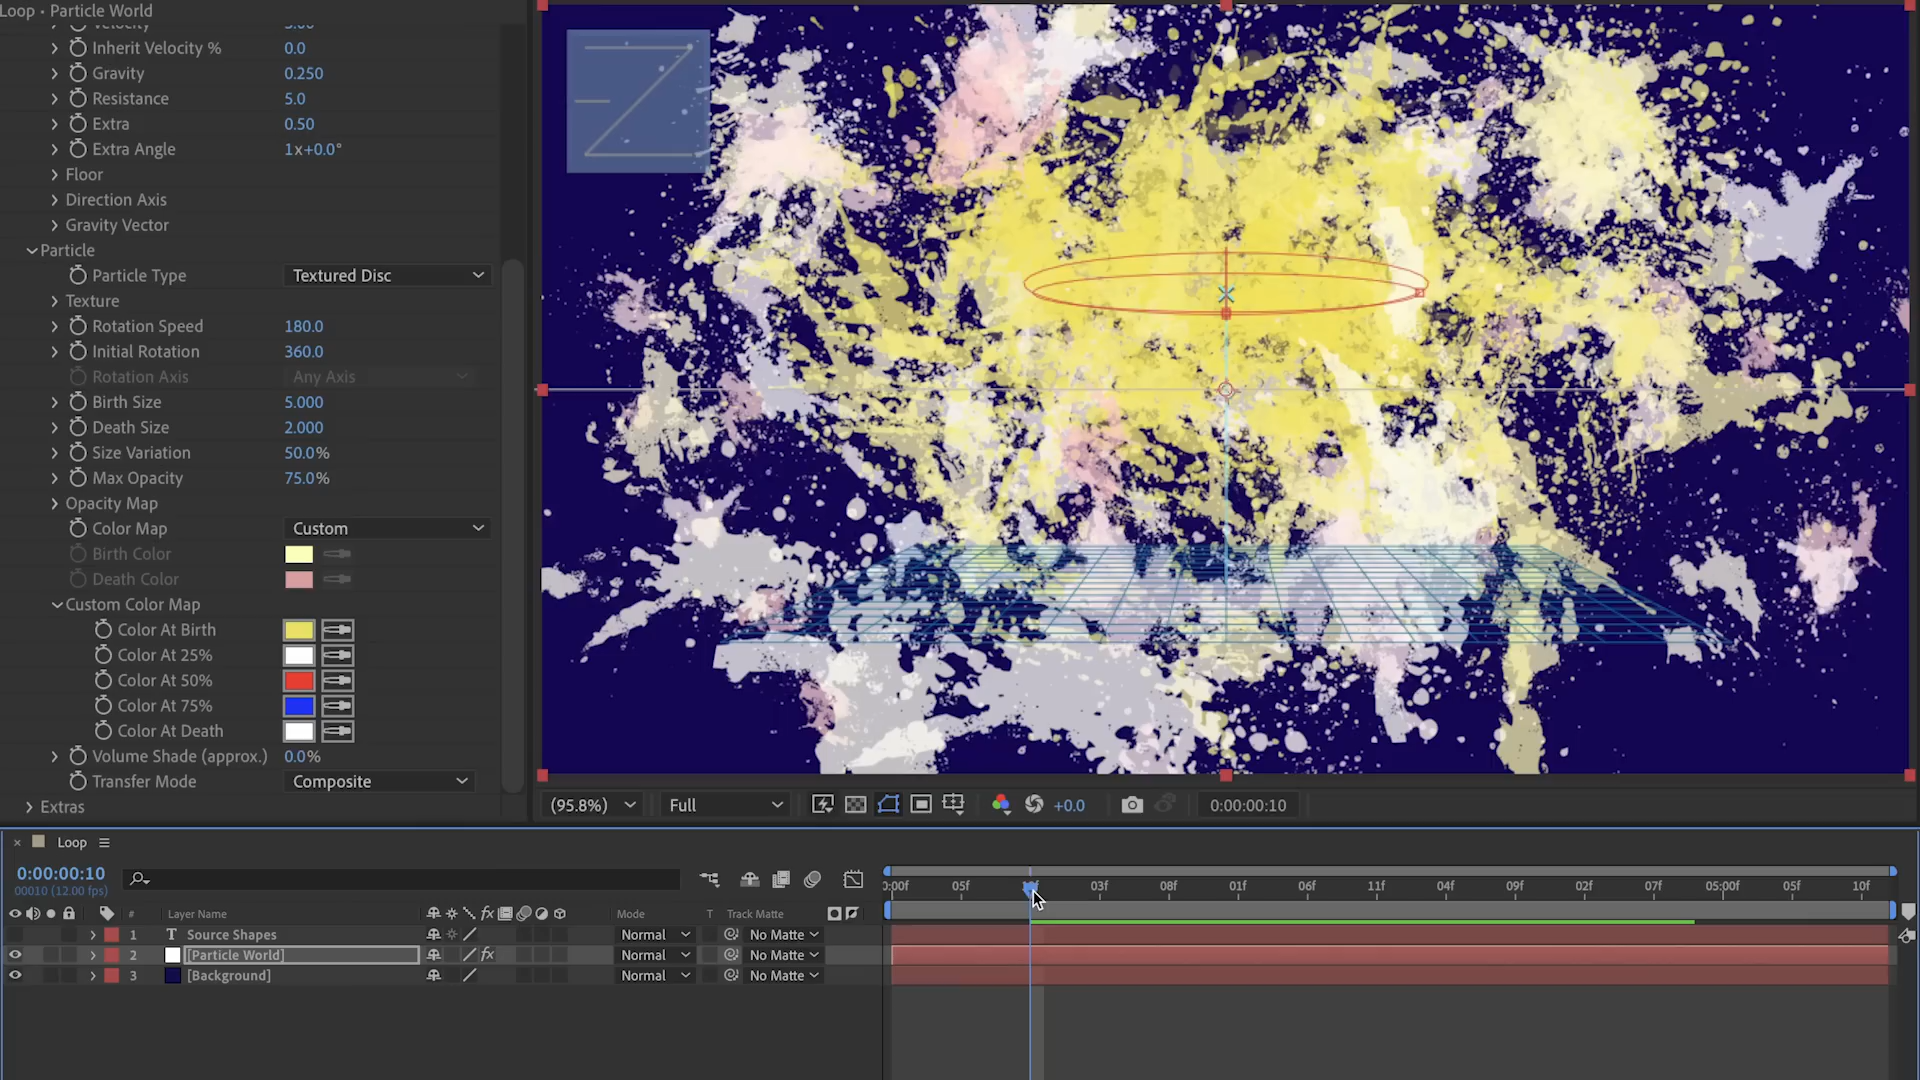 Loop • Particle World
Velocity
Inherit Velocity % 0.0
Gravity 0.250
Resistance 5.0
Extra 0.50
Extra Angle 1x+0.0°
Floor
Direction Axis
Gravity Vector
Particle
Particle Type Textured Disc
Texture
Rotation Speed 180.0
Initial Rotation 360.0
Rotation Axis Any Axis
Birth Size 5.000
Death Size 2.000
Size Variation 50.0%
Max Opacity 75.0%
Opacity Map
Color Map Custom
Birth Color
Death Color
Custom Color Map
Color At Birth
Color At 25%
Color At 50%
Color At 75%
Color At Death
Volume Shade (approx.) 0.0%
Transfer Mode Composite
Extras
(95.8%) Full +0.0 0:00:00:10
Loop
0:00:00:10
00010 (12.00 fps)
0:00f 05f 03f 08f 01f 06f 11f 04f 09f 02f 07f 05:00f 05f 10f
# Layer Name fx Mode T Track Matte
1 T Source Shapes Normal No Matte
2 [Particle World] fx Normal No Matte
3 [Background] Normal No Matte